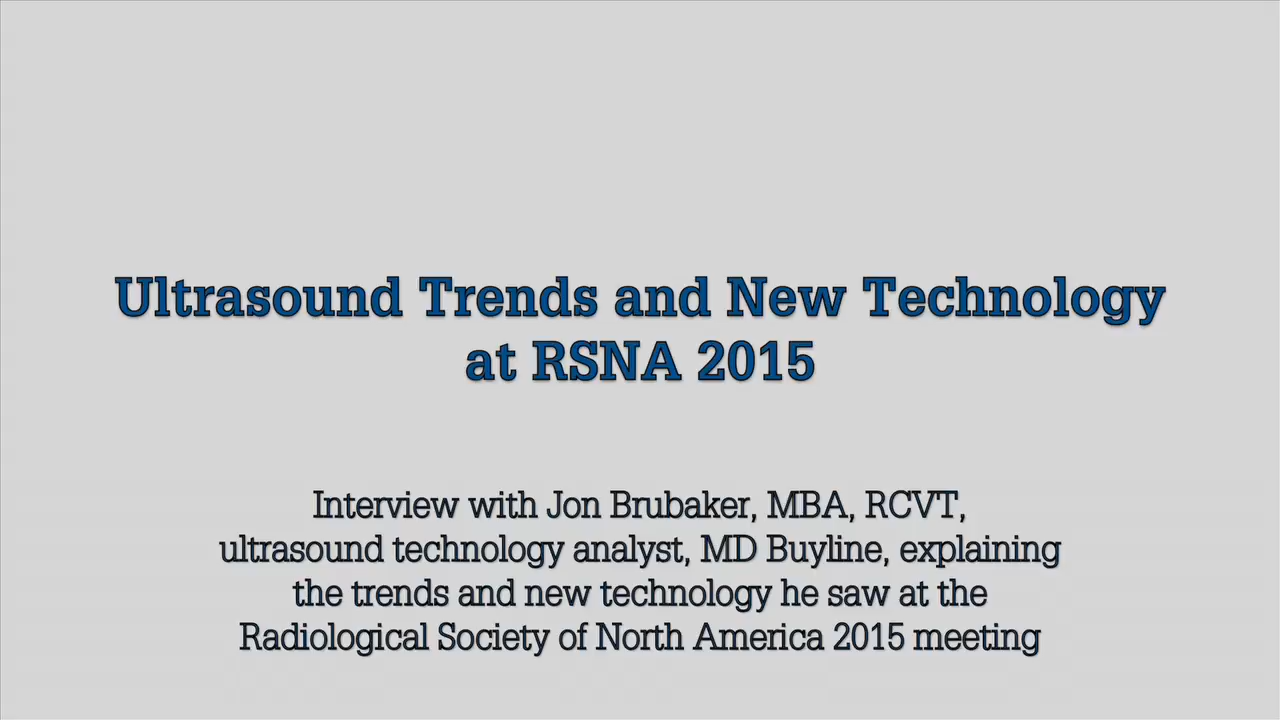 Ultrasound Trends and New Technology
at RSNA 2015
Interview with Jon Brubaker, MBA, RCVT,
ultrasound technology analyst, MD Buyline, explaining
the trends and new technology he saw at the
Radiological Society of North America 2015 meeting